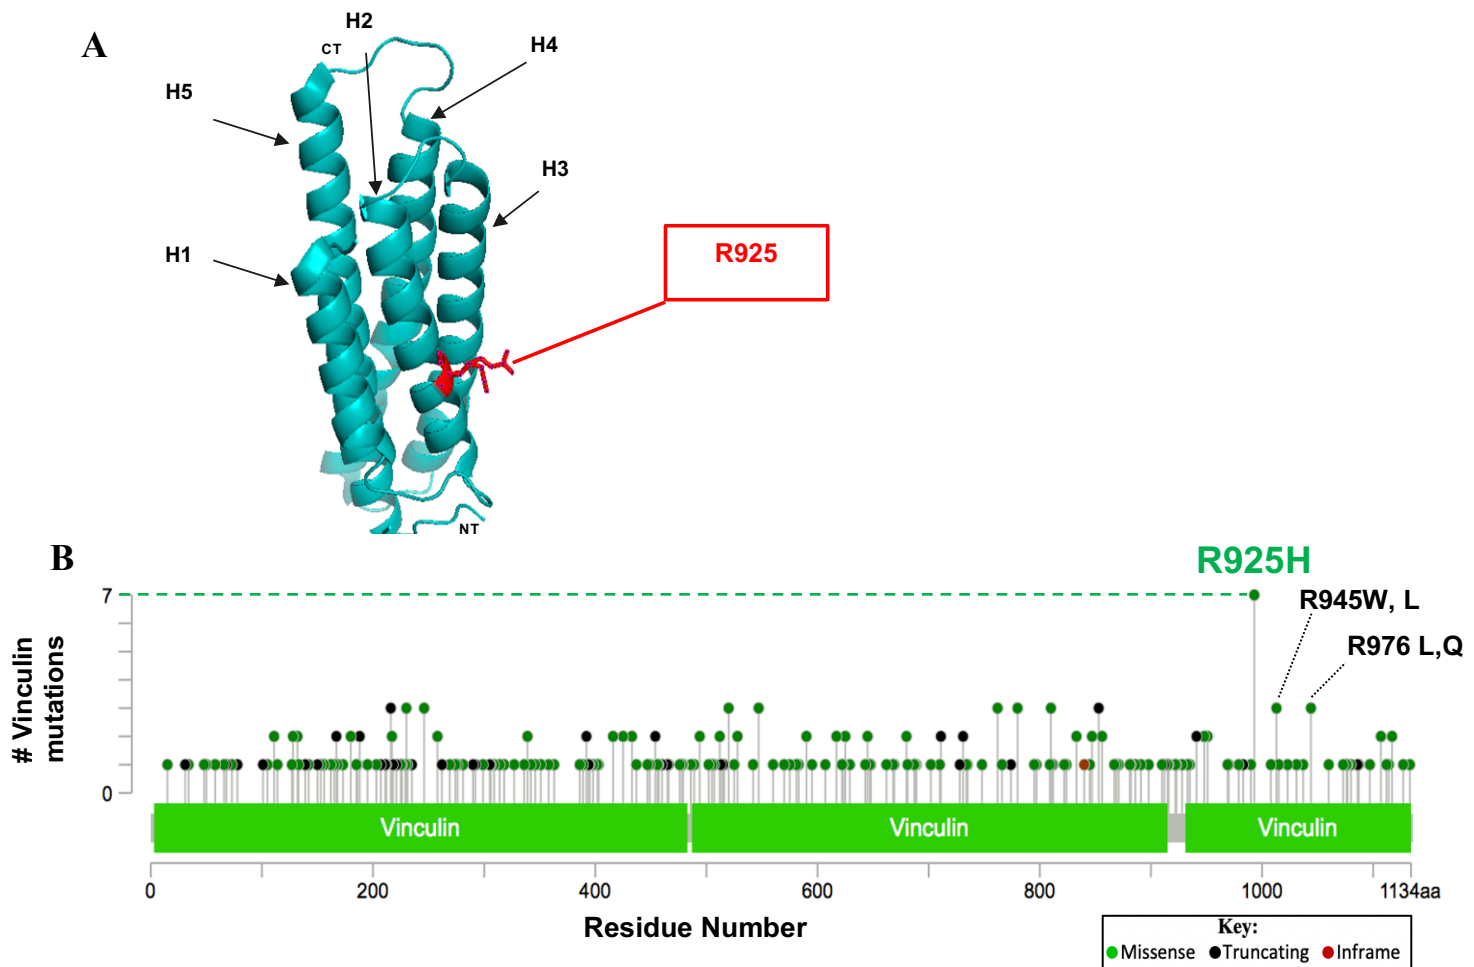 A
H2
CT
H4
H5
H3
R925
H1
NT
B
R925H
7
R945W, L
R976 L,Q
# Vinculin
mutations
0
Vinculin
Vinculin
Vinculin
0
200
400
600
800
1000
1134aa
Residue Number
Key:
Missense
Truncating
Inframe